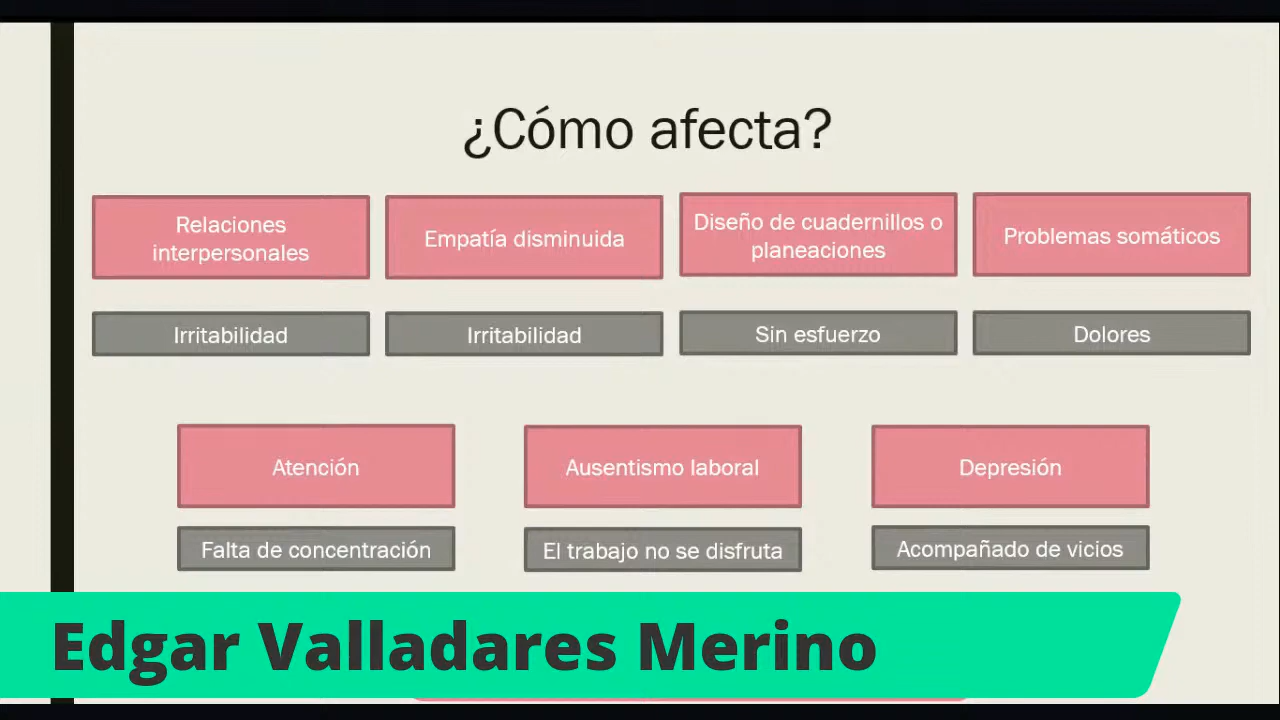 ¿Cómo afecta?
Relaciones
interpersonales
Empatía disminuida
Diseño de cuadernillos o
planeaciones
Problemas somáticos
Irritabilidad
Irritabilidad
Sin esfuerzo
Dolores
Atención
Ausentismo laboral
Depresión
Falta de concentración
El trabajo no se disfruta
Acompañado de vicios
Edgar Valladares Merino